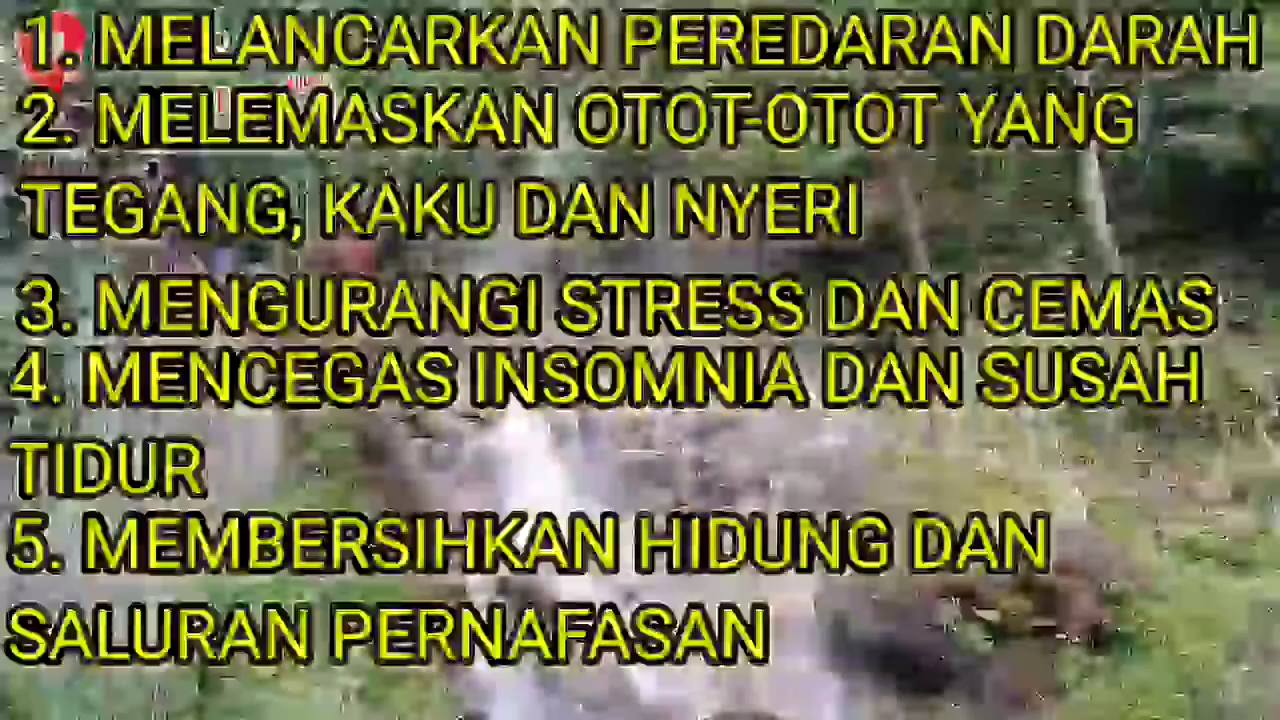 1. MELANCARKAN PEREDARAN DARAH
2. MELEMASKAN OTOT-OTOT YANG
TEGANG, KAKU DAN NYERI
3. MENGURANGI STRESS DAN CEMAS
4. MENCEGAS INSOMNIA DAN SUSAH
TIDUR
5. MEMBERSIHKAN HIDUNG DAN
SALURAN PERNAFASAN